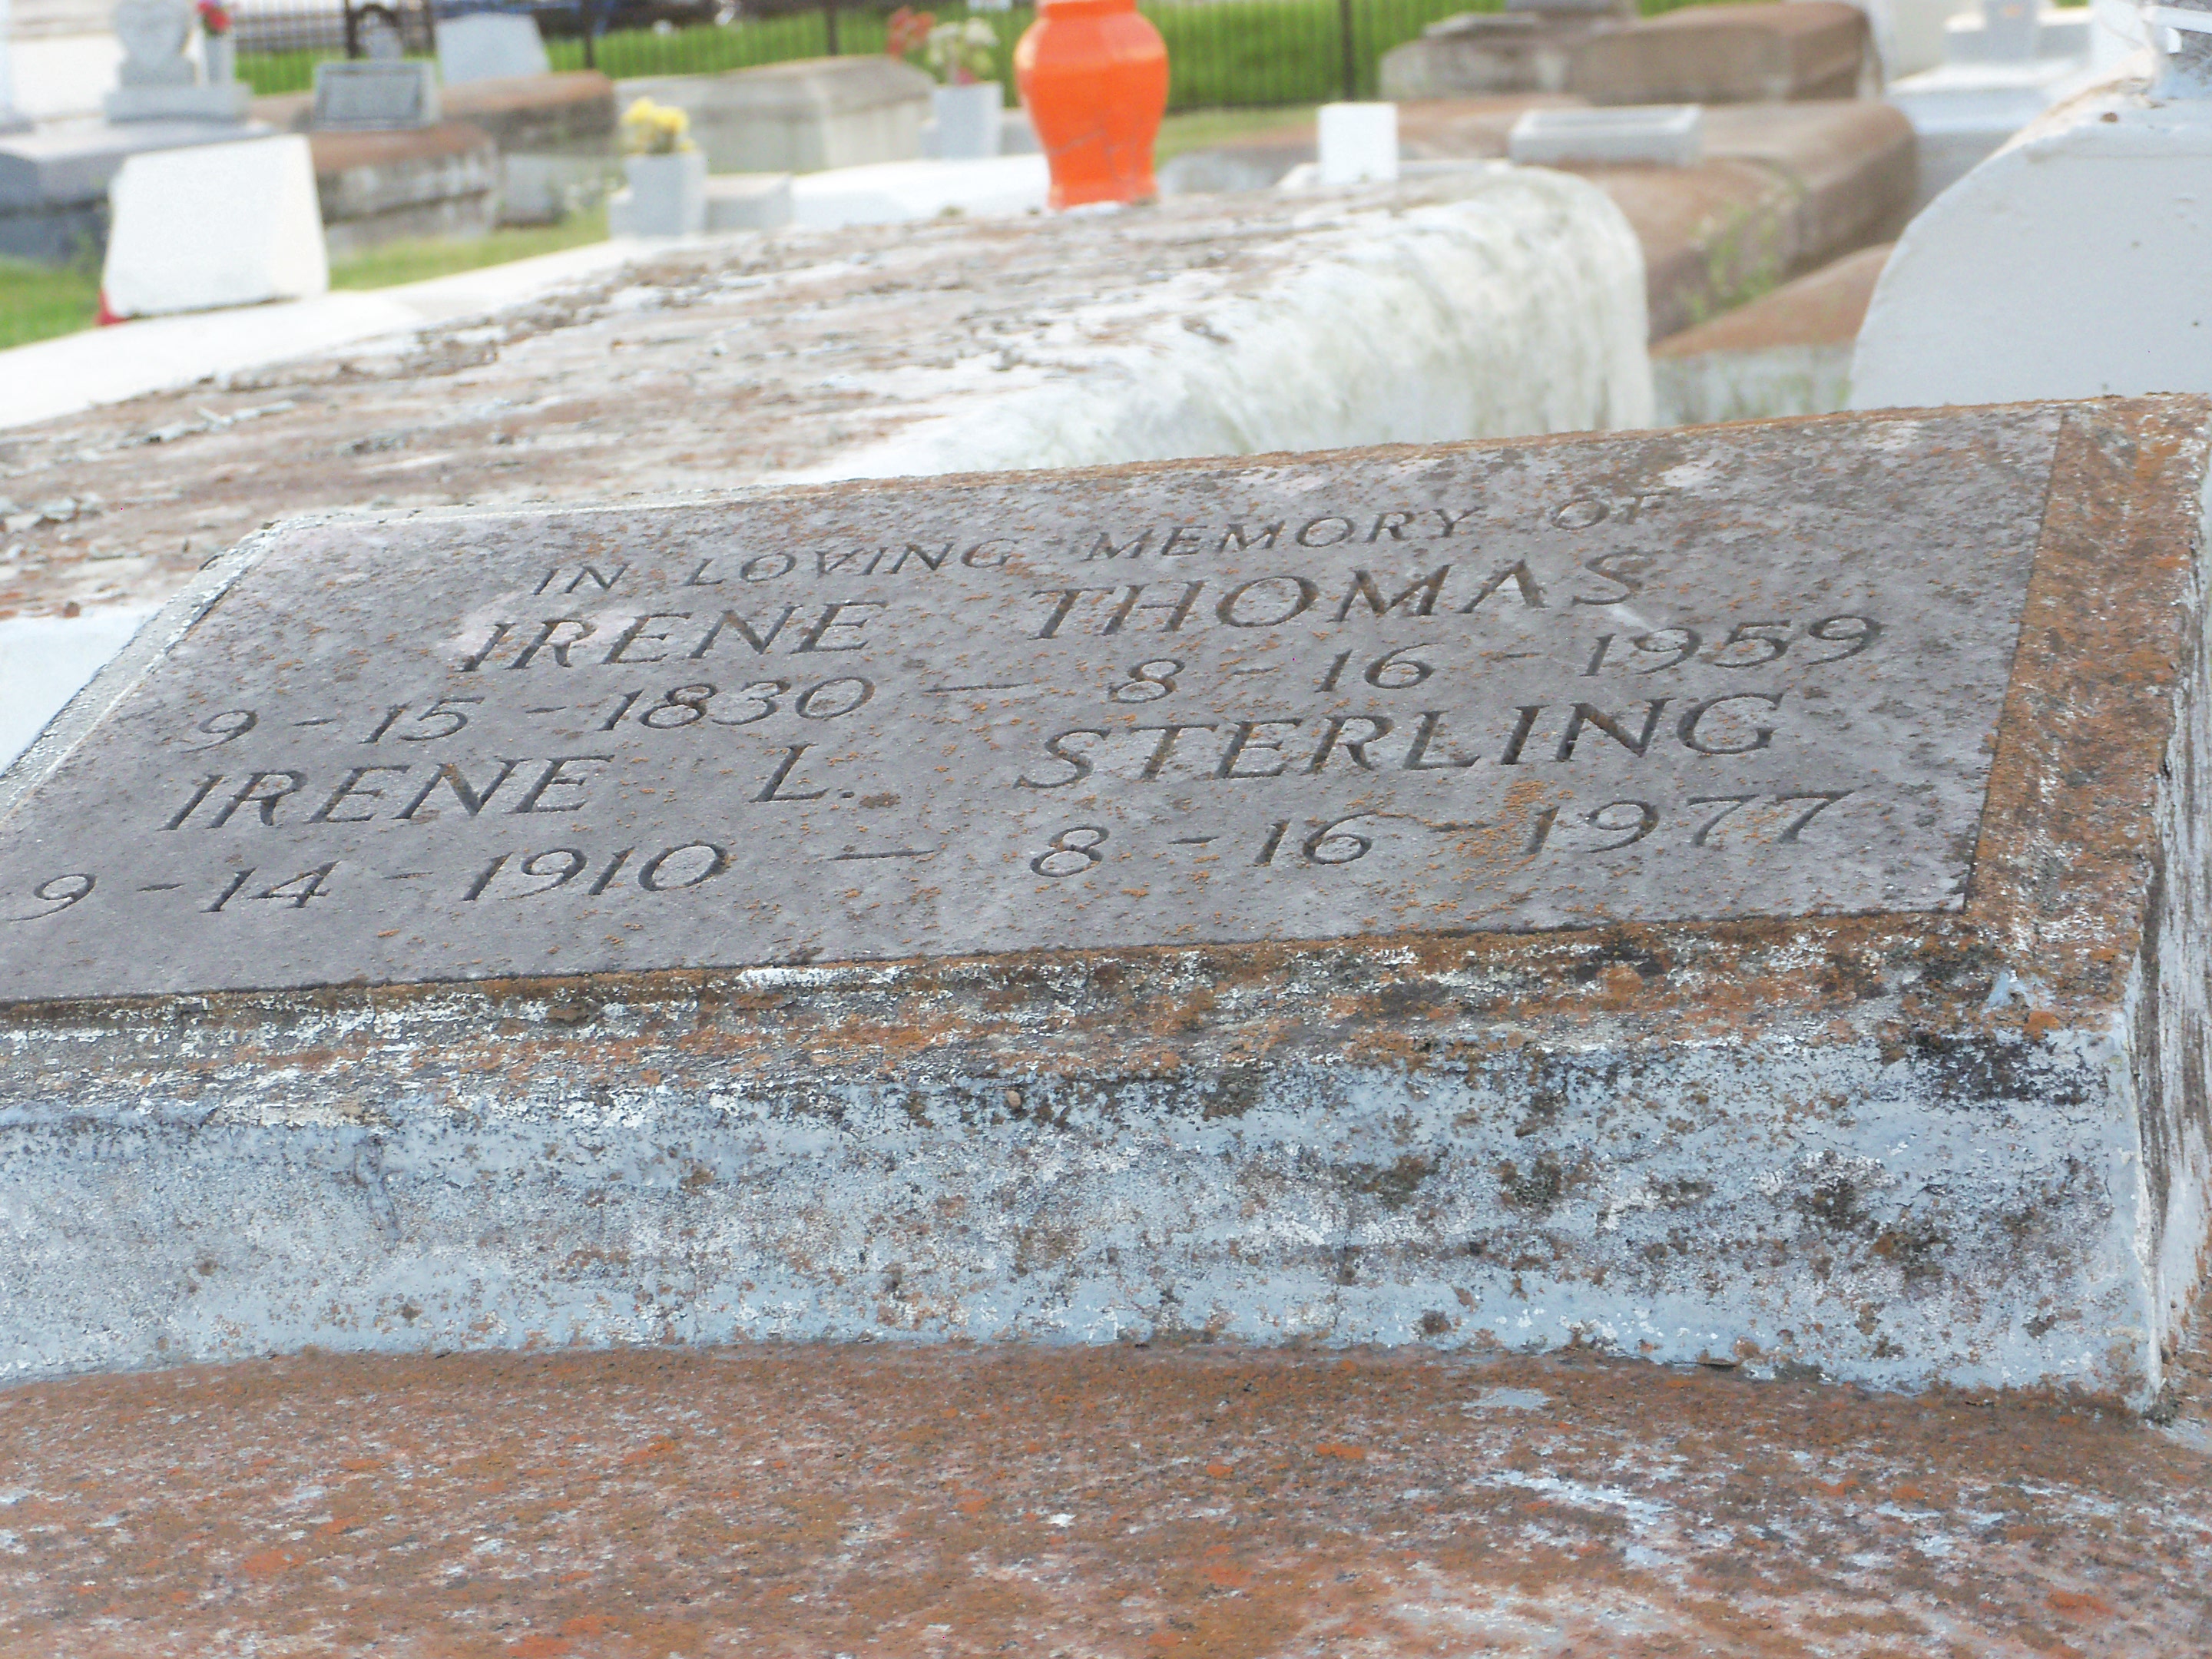 IN LOVING MEMORY OF
IRENE THOMAS
9-15-1830 — 8-16-1959
IRENE L. STERLING
9-14-1910 — 8-16-1977